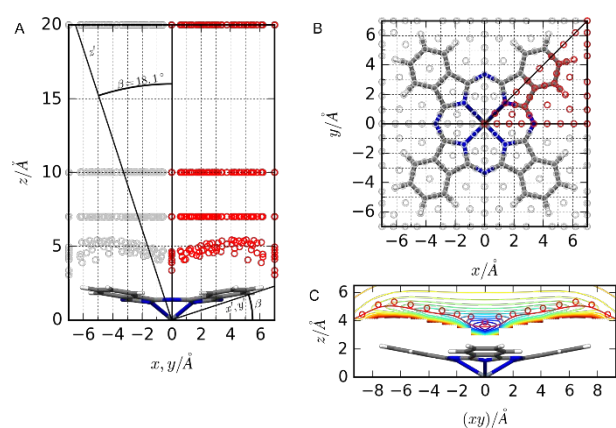 A
20
15
10
5
0
z/Å
z'
β=18.1°
x', y'
β
−6 −4 −2 0 2 4 6
x, y/Å
B
6
4
2
0
−2
−4
−6
y/Å
−6 −4 −2 0 2 4 6
x/Å
C
6
4
2
0
z/Å
−8 −6 −4 −2 0 2 4 6 8
(xy)/Å